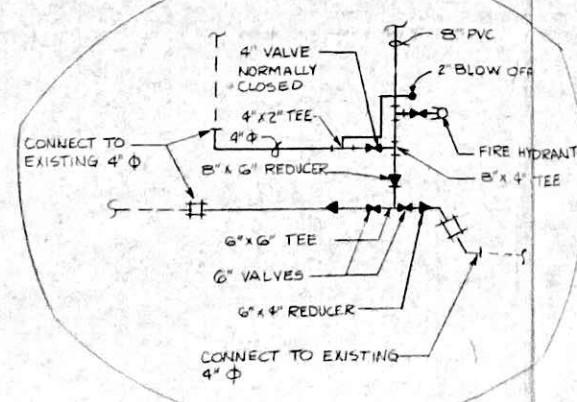 8" PVC
4" VALVE
NORMALLY
CLOSED
2" BLOW OFF
4" x 2" TEE
4" Φ
CONNECT TO
EXISTING 4" Φ
FIRE HYDRANT
8" x 6" REDUCER
8" x 4" TEE
6" x 6" TEE
6" VALVES
6" x 4" REDUCER
CONNECT TO EXISTING
4" Φ